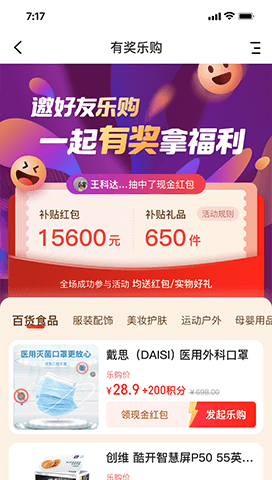 7:17
有奖乐购
邀好友乐购
一起有奖拿福利
王科达...抽中了现金红包
补贴红包
补贴礼品
活动规则
15600元
650件
全场成功参与活动 均送红包/实物好礼
百货食品
服装配饰
美妆护肤
运动户外
母婴用品
医用灭菌口罩更放心
戴思（DAISI）医用外科口罩
乐购价
¥28.9+200积分
¥698.00
领现金红包
发起乐购
创维 酷开智慧屏P50 55英...
乐购价